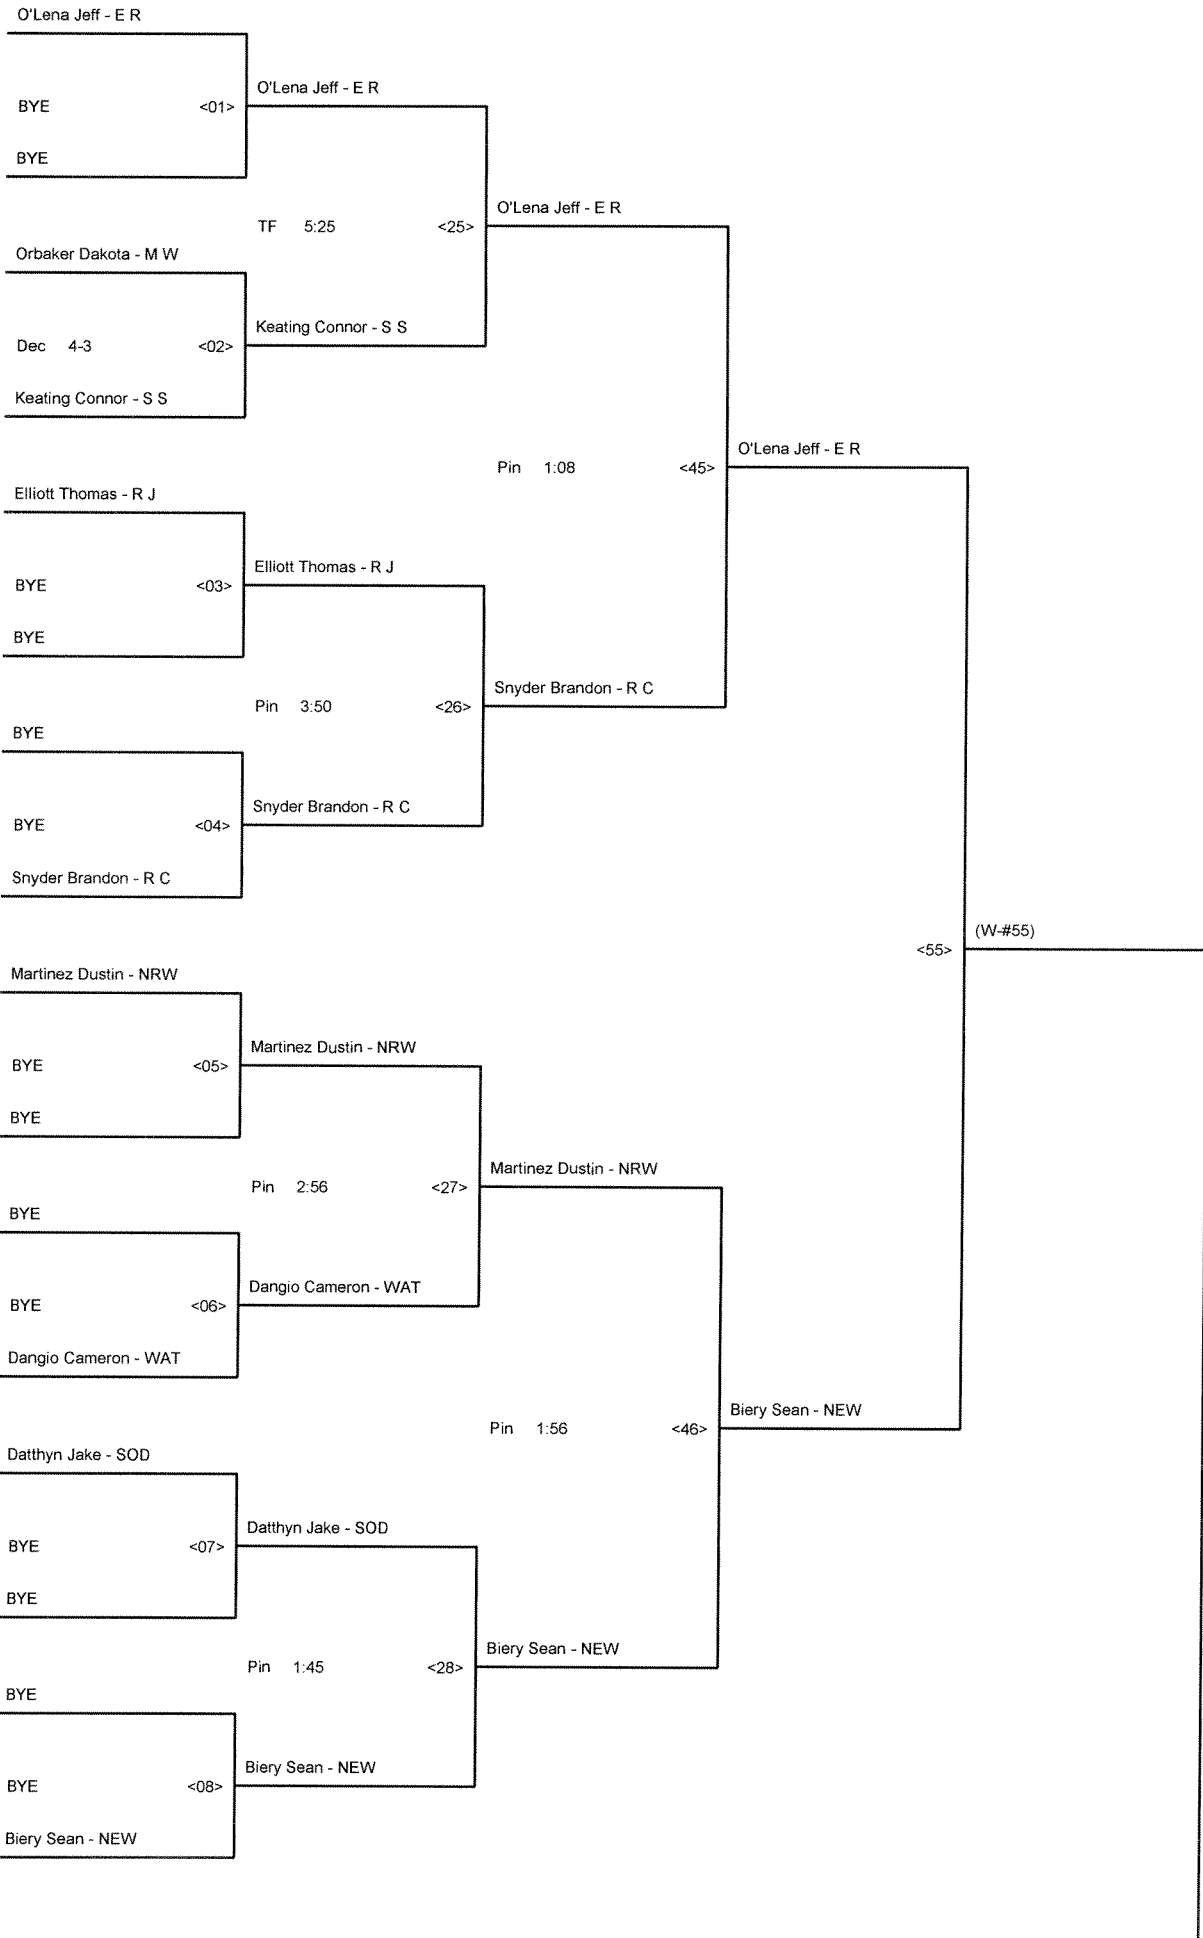 O'Lena Jeff - E R
O'Lena Jeff - E R
BYE <01>
BYE
O'Lena Jeff - E R
TF 5:25 <25>
Orbaker Dakota - M W
Keating Connor - S S
Dec 4-3 <02>
Keating Connor - S S
O'Lena Jeff - E R
Pin 1:08 <45>
Elliott Thomas - R J
Elliott Thomas - R J
BYE <03>
BYE
Snyder Brandon - R C
Pin 3:50 <26>
BYE
Snyder Brandon - R C
BYE <04>
Snyder Brandon - R C
(W-#55)
<55>
Martinez Dustin - NRW
Martinez Dustin - NRW
BYE <05>
BYE
Martinez Dustin - NRW
Pin 2:56 <27>
BYE
Dangio Cameron - WAT
BYE <06>
Dangio Cameron - WAT
Biery Sean - NEW
Pin 1:56 <46>
Datthyn Jake - SOD
Datthyn Jake - SOD
BYE <07>
BYE
Biery Sean - NEW
Pin 1:45 <28>
BYE
Biery Sean - NEW
BYE <08>
Biery Sean - NEW